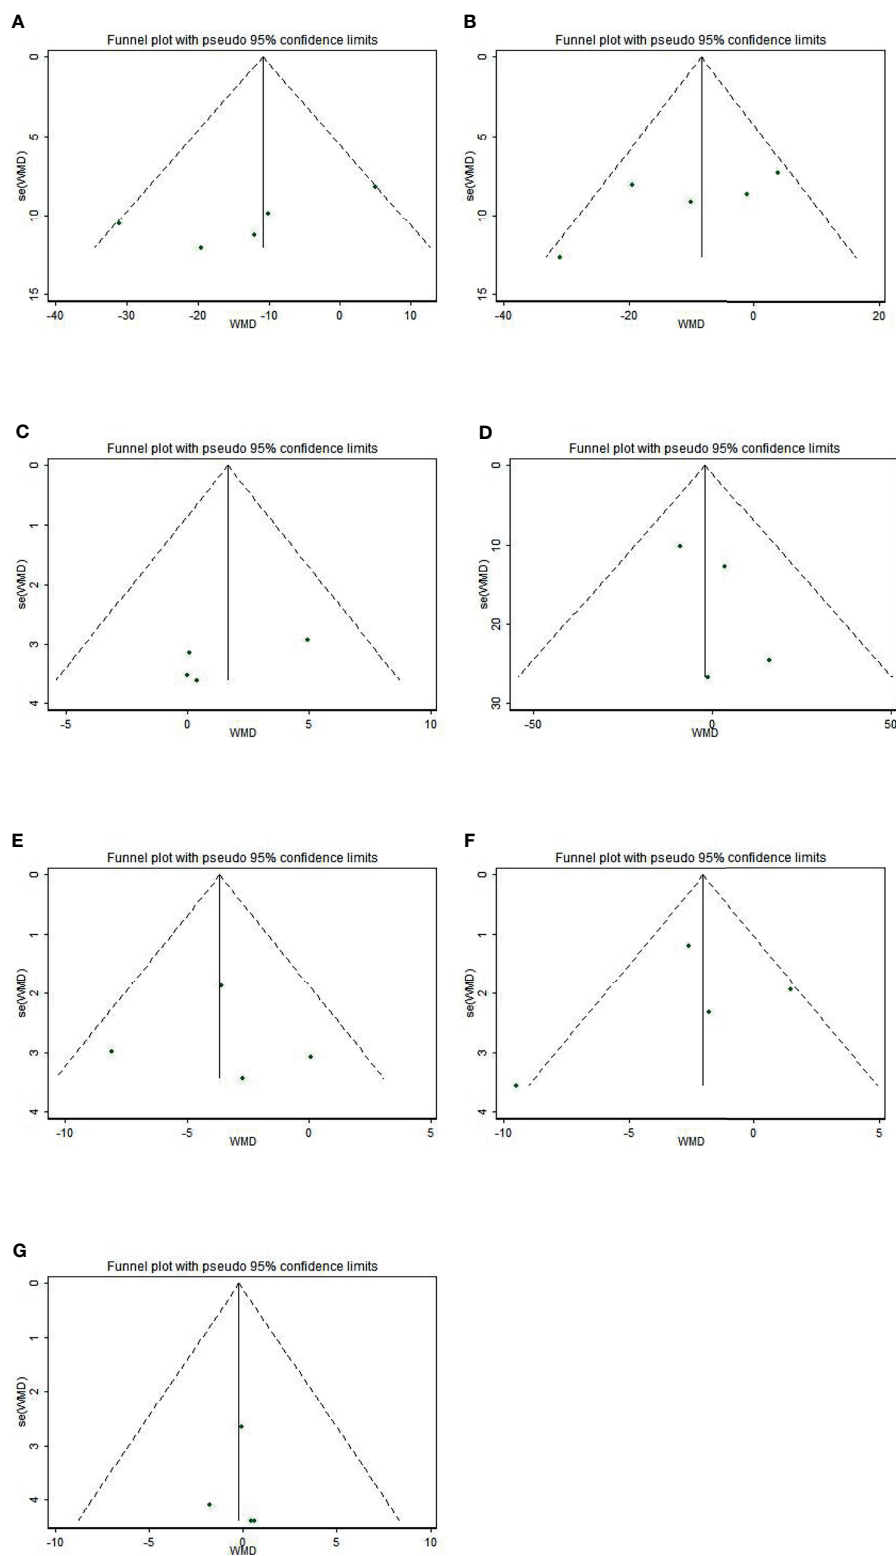 A
Funnel plot with pseudo 95% confidence limits
se(WMD)
0
5
10
15
-40 -30 -20 -10 0 10
WMD
B
Funnel plot with pseudo 95% confidence limits
se(WMD)
0
5
10
15
-40 -20 0 20
WMD
C
Funnel plot with pseudo 95% confidence limits
se(WMD)
0
1
2
3
4
-5 0 5 10
WMD
D
Funnel plot with pseudo 95% confidence limits
se(WMD)
0
10
20
30
-50 0 50
WMD
E
Funnel plot with pseudo 95% confidence limits
se(WMD)
0
1
2
3
4
-10 -5 0 5
WMD
F
Funnel plot with pseudo 95% confidence limits
se(WMD)
0
1
2
3
4
-10 -5 0 5
WMD
G
Funnel plot with pseudo 95% confidence limits
se(WMD)
0
1
2
3
4
-10 -5 0 5 10
WMD